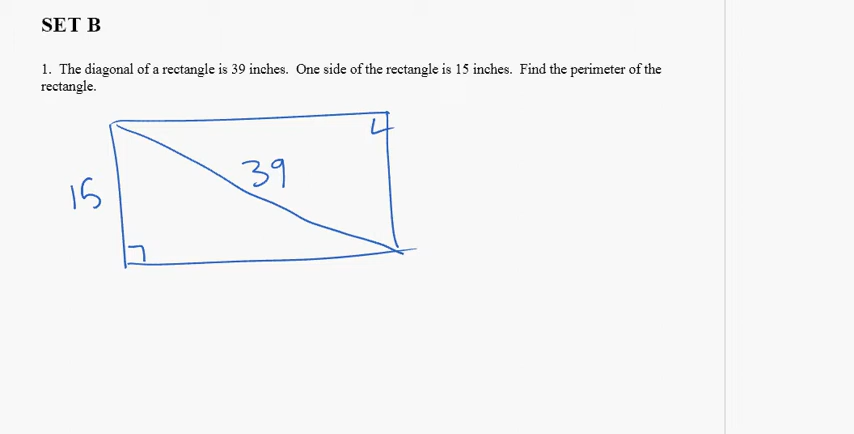 SET B
1. The diagonal of a rectangle is 39 inches. One side of the rectangle is 15 inches. Find the perimeter of the
rectangle.
39
15